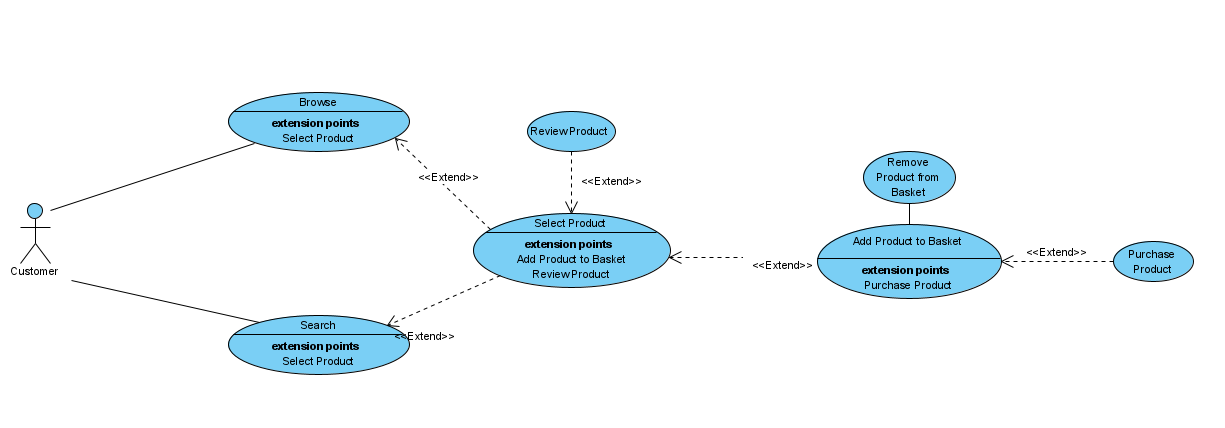 Browse
extension points
Select Product
<<Extend>>
Review Product
<<Extend>>
Remove
Product from
Basket
Customer
Select Product
extension points
Add Product to Basket
Review Product
<<Extend>>
Add Product to Basket
extension points
Purchase Product
<<Extend>>
Purchase
Product
Search
extension points
Select Product
<<Extend>>